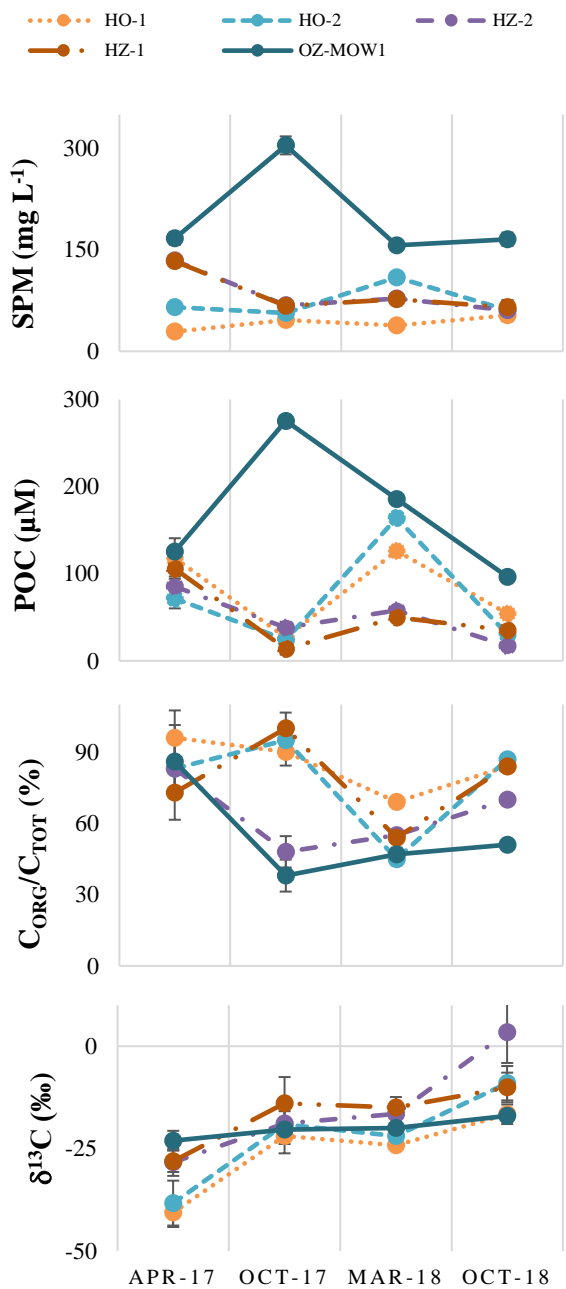 HO-1 HO-2 HZ-2
HZ-1 OZ-MOW1
300
150
0
SPM (mg L⁻¹)
300
200
100
0
POC (µM)
90
60
30
0
C_ORG/C_TOT (%)
0
-25
-50
δ¹³C (‰)
APR-17 OCT-17 MAR-18 OCT-18